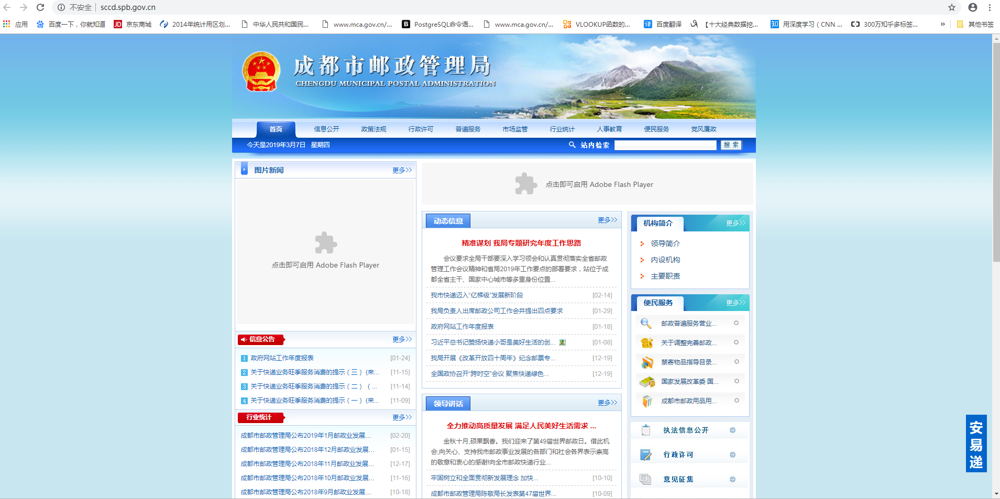 不安全 sccd.spb.gov.cn
应用 百度一下，你就知道 京东商城 2014年统计用区划... 中华人民共和国民... www.mca.gov.cn/... PostgreSQL命令语... www.mca.gov.cn/... VLOOKUP函数的... 百度翻译 【十大经典数据挖... 用深度学习（CNN ... 300万知乎多标签... » 其他书签
成都市邮政管理局
CHENGDU MUNICIPAL POSTAL ADMINISTRATION
首页 信息公开 政策法规 行政许可 普遍服务 市场监管 行业统计 人事教育 便民服务 党风廉政
今天是2019年3月7日 星期四 站内检索 搜 索
图片新闻 更多>>
点击即可启用 Adobe Flash Player
信息公告 更多>>
1 政府网站工作年度报表 [01-24]
2 关于快递业务旺季服务消费的提示（三）(来... [11-15]
3 关于快递业务旺季服务消费的提示（二）（... [11-14]
4 关于快递业务旺季服务消费的提示（一）(来... [11-09]
行业统计 更多>>
成都市邮政管理局公布2019年1月邮政业发展... [02-20]
成都市邮政管理局公布2018年12月邮政业发展... [01-15]
成都市邮政管理局公布2018年11月邮政业发展... [12-17]
成都市邮政管理局公布2018年10月邮政业发展... [11-16]
成都市邮政管理局公布2018年9月邮政业发展... [10-18]
点击即可启用 Adobe Flash Player
动态信息 更多>>
精准谋划 我局专题研究年度工作思路
会议要求全局干部要深入学习领会和认真贯彻落实全省邮政
管理工作会议精神和省局2019年工作要点的部署要求，站位于成
都全省主干、国家中心城市等多重身份位置...
我市快递迈入“亿梯级”发展新阶段 [02-14]
我局负责人出席邮政公司工作会并提出四点要求 [01-29]
政府网站工作年度报表 [01-18]
习近平总书记赞扬快递小哥是美好生活的创... [01-08]
我局开展《改革开放四十周年》纪念邮票专... [12-19]
全国政协召开“跨时空”会议 聚焦快递绿色... [12-19]
领导讲话 更多>>
全力推动高质量发展 满足人民美好生活需求 ...
金秋十月,硕果飘香。我们迎来了第49届世界邮政日。借此机
会,向关心、支持我市邮政事业发展的各部门和社会各界表示崇高
的敬意和衷心的感谢!向全市邮政快递行业...
牢固树立和全面贯彻新发展理念 加快... [10-10]
成都市邮政管理局陈敬局长发表第47届世界... [10-09]
机构简介 更多>>
领导简介
内设机构
主要职责
便民服务 更多>>
邮政普遍服务营业...
关于调整完善邮政...
禁寄物品指导目录...
国家发展改革委 国...
成都市邮政用品用...
执法信息公开
行政许可
意见征集
安易递